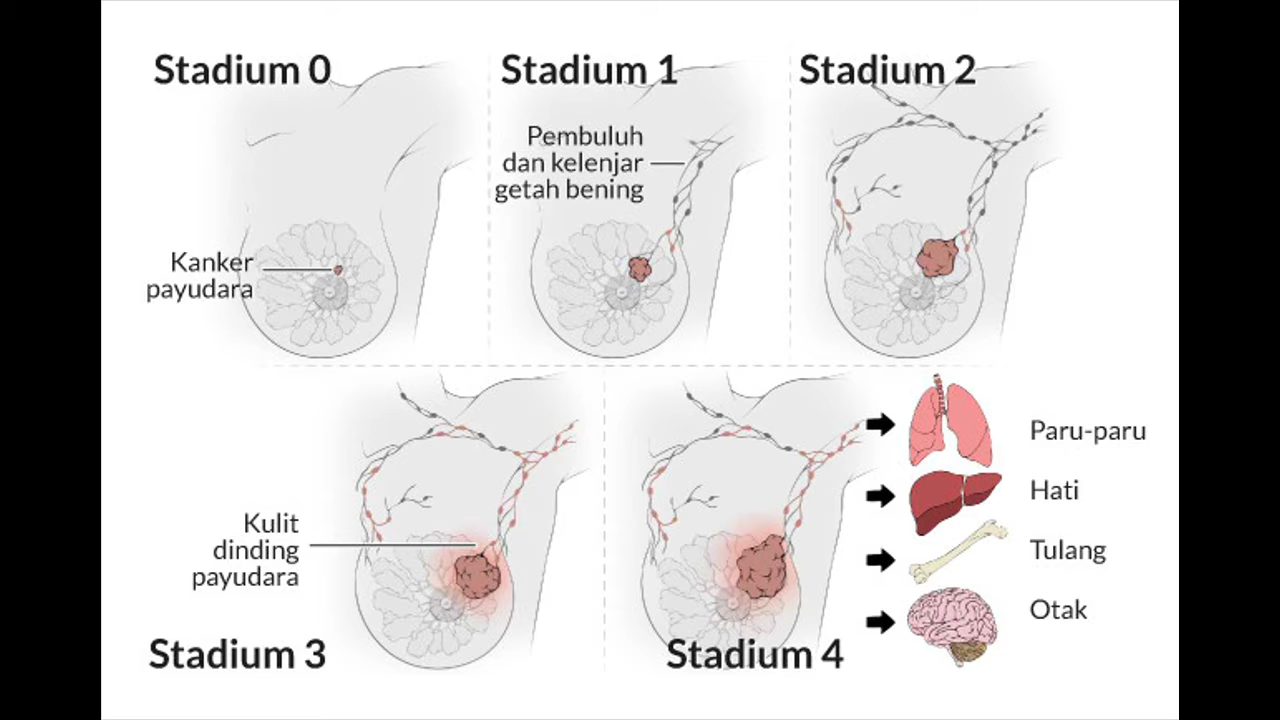 Stadium 0
Stadium 1
Stadium 2
Pembuluh
dan kelenjar
getah bening
Kanker
payudara
Kulit
dinding
payudara
Stadium 3
Stadium 4
Paru-paru
Hati
Tulang
Otak